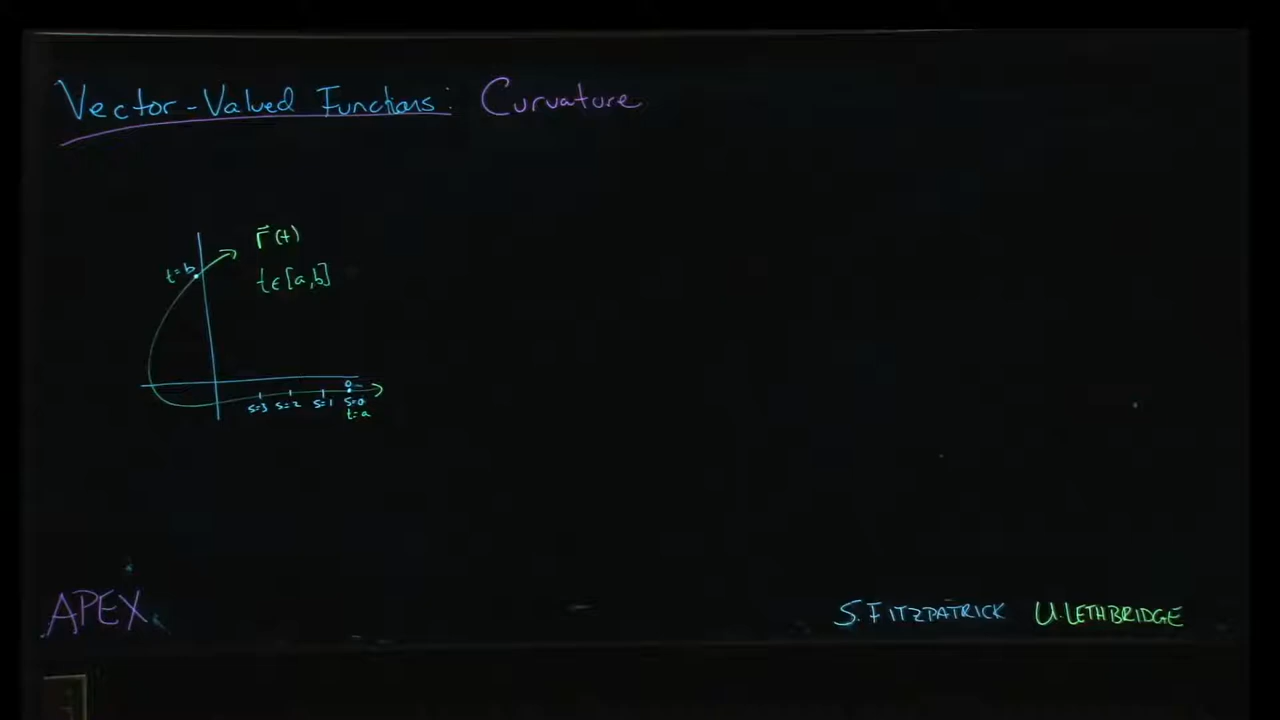 Vector-Valued Functions: Curvature
r⃗(t)
t=b
t∈[a,b]
s=3 s=2 s=1 s=0
t=a
APEX
S. FITZPATRICK U. LETHBRIDGE